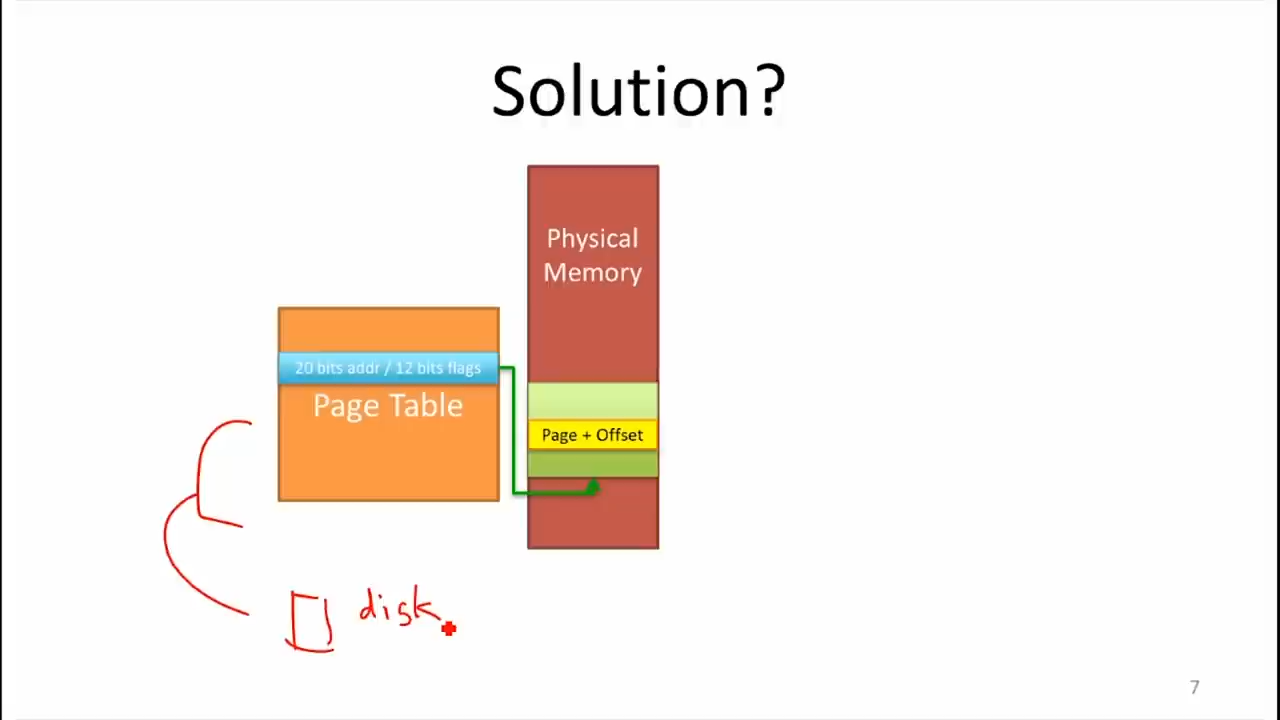 Solution?
Physical
Memory
20 bits addr / 12 bits flags
Page Table
Page + Offset
disk
7